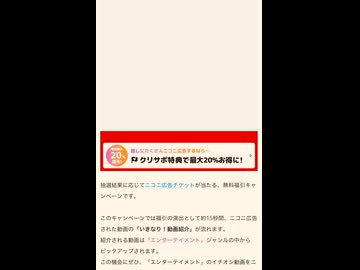 推しにたくさんニコニ広告するなら…
20%
クリサポ特典で最大20%お得に!
抽選結果に応じてニコニ広告チケットが当たる、無料福引キャ
ンペーンです。
このキャンペーンでは福引の演出として約15秒間、ニコニ広告
された動画の「いきなり!動画紹介」が流れます。
紹介される動画は「エンターテイメント」ジャンルの中から
ピックアップされます。
この機会にぜひ、「エンターテイメント」のイチオシ動画をニ